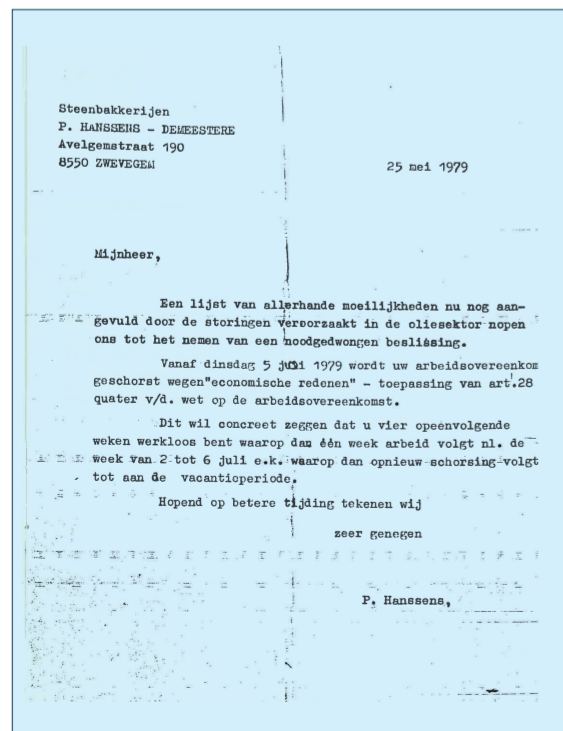 Steenbakkerijen
P. HANSSENS - DEMEESTERE
Avelgemstraat 190
8550 ZWEVEGEM
25 mei 1979
Mijnheer,
Een lijst van allerhande moeilijkheden nu nog aan-
gevuld door de storingen veroorzaakt in de oliesektor nopen
ons tot het nemen van een noodgedwongen beslissing.
Vanaf dinsdag 5 juni 1979 wordt uw arbeidsovereenkom
geschorst wegen"economische redenen" - toepassing van art.28
quater v/d. wet op de arbeidsovereenkomst.
Dit wil concreet zeggen dat u vier opeenvolgende
weken werkloos bent waarop dan één week arbeid volgt nl. de
week van 2 tot 6 juli e.k. waarop dan opnieuw schorsing volgt
tot aan de vacantieperiode.
Hopend op betere tijding tekenen wij
zeer genegen
P. Hanssens,